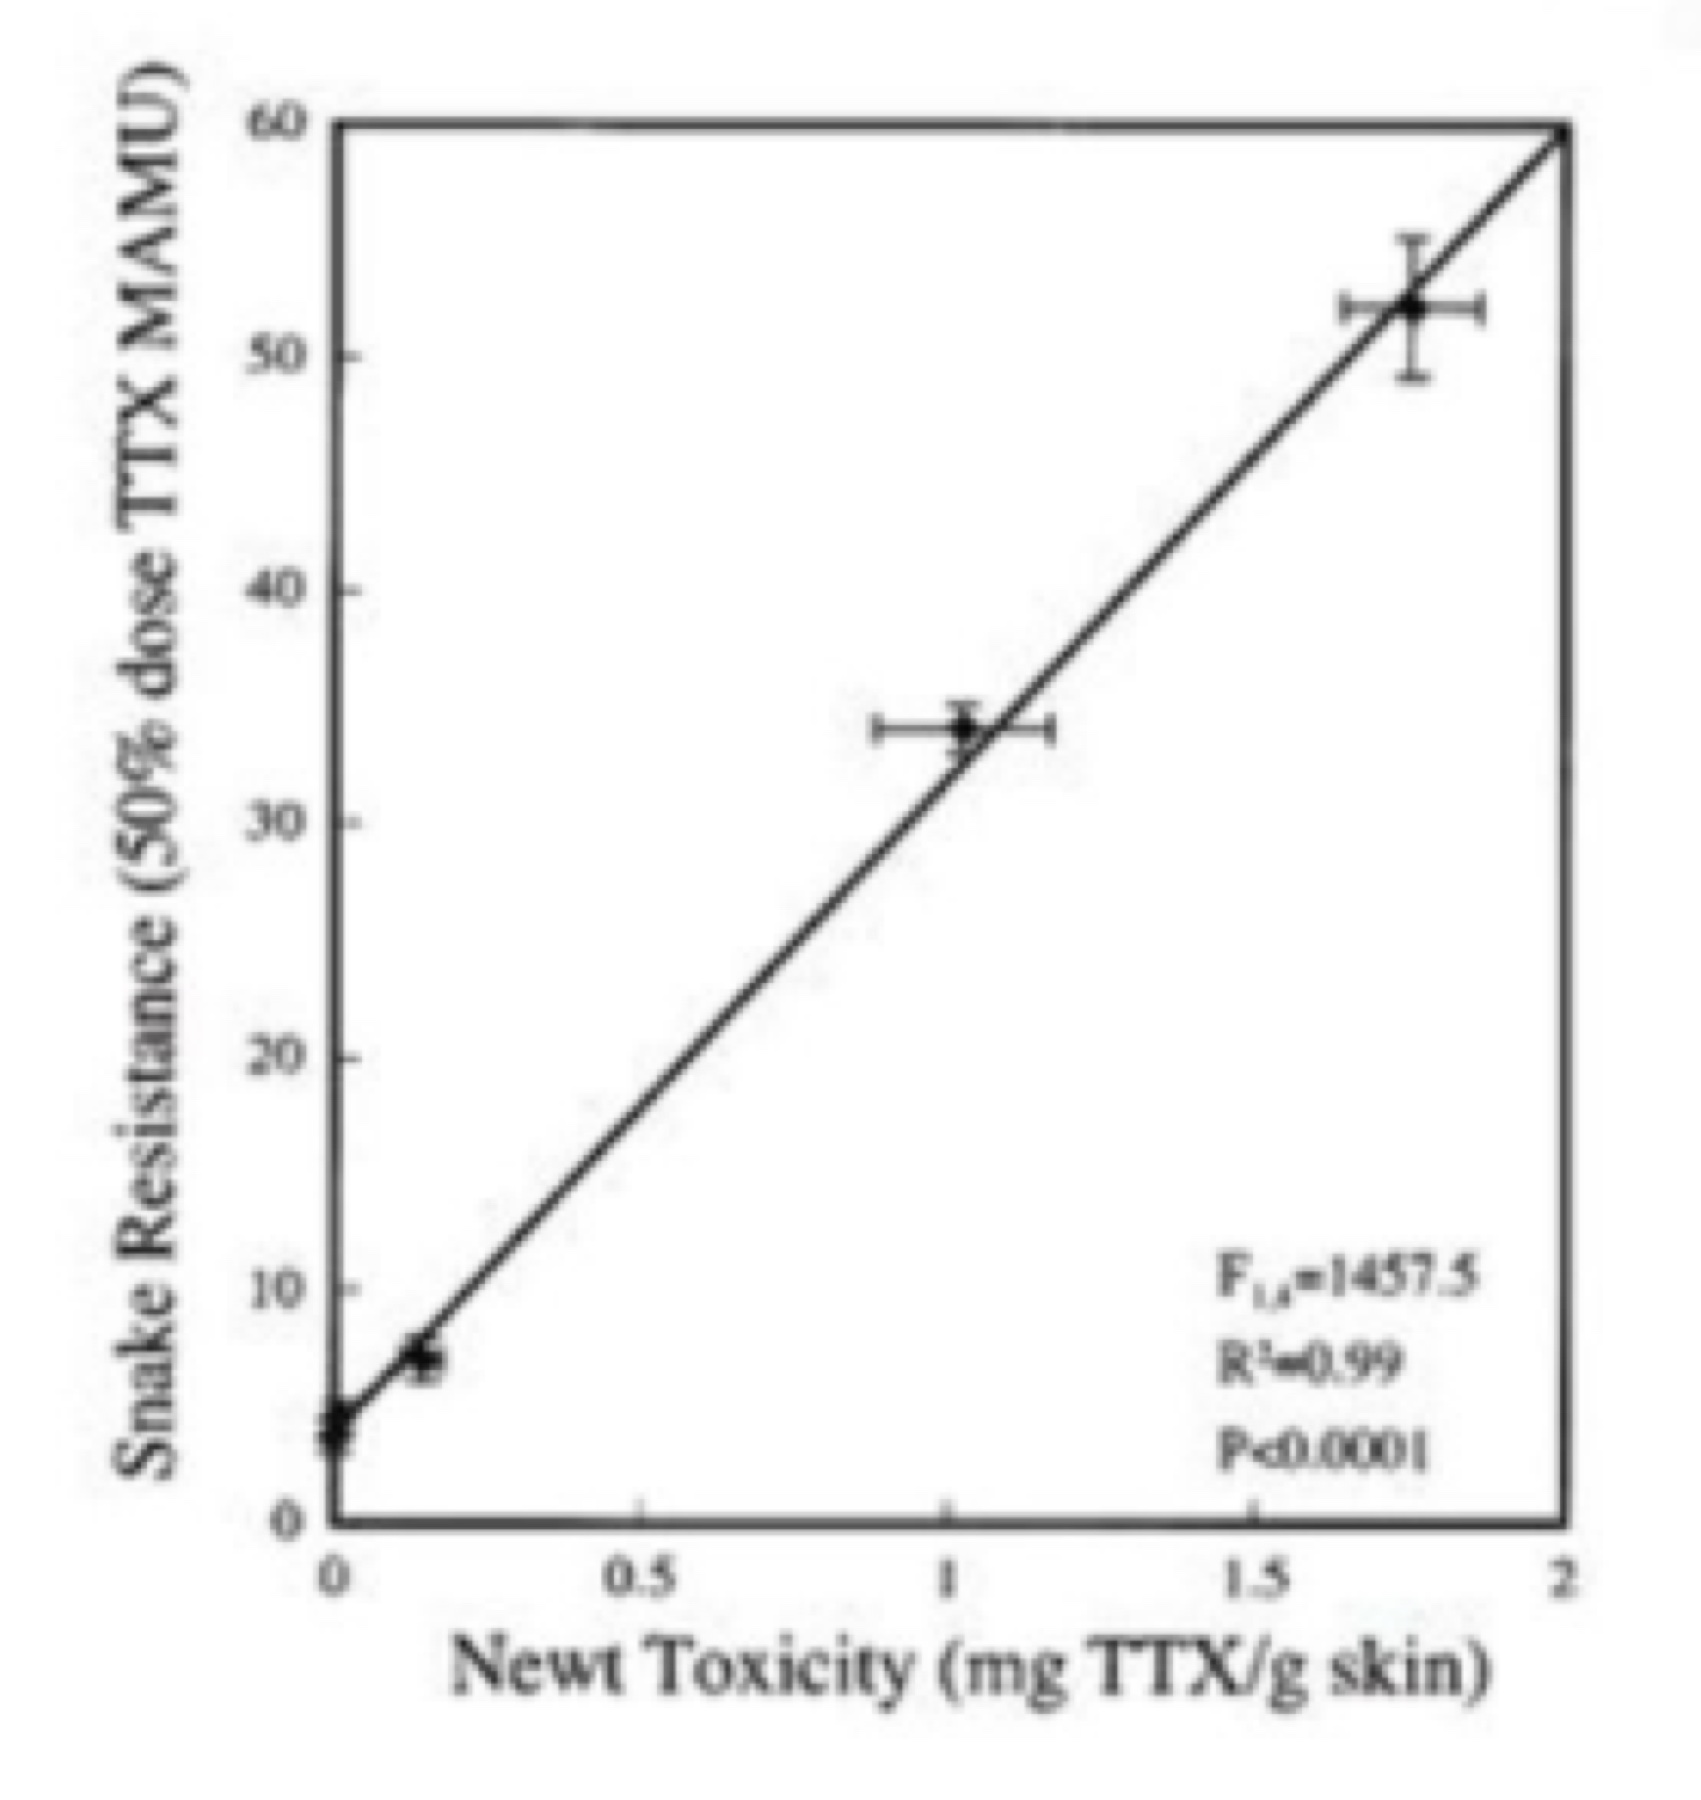 Snake Resistance (50% dose TTX MAMU)
60
50
40
30
20
10
0
F1,4=1457.5
R²=0.99
P<0.0001
0 0.5 1 1.5 2
Newt Toxicity (mg TTX/g skin)